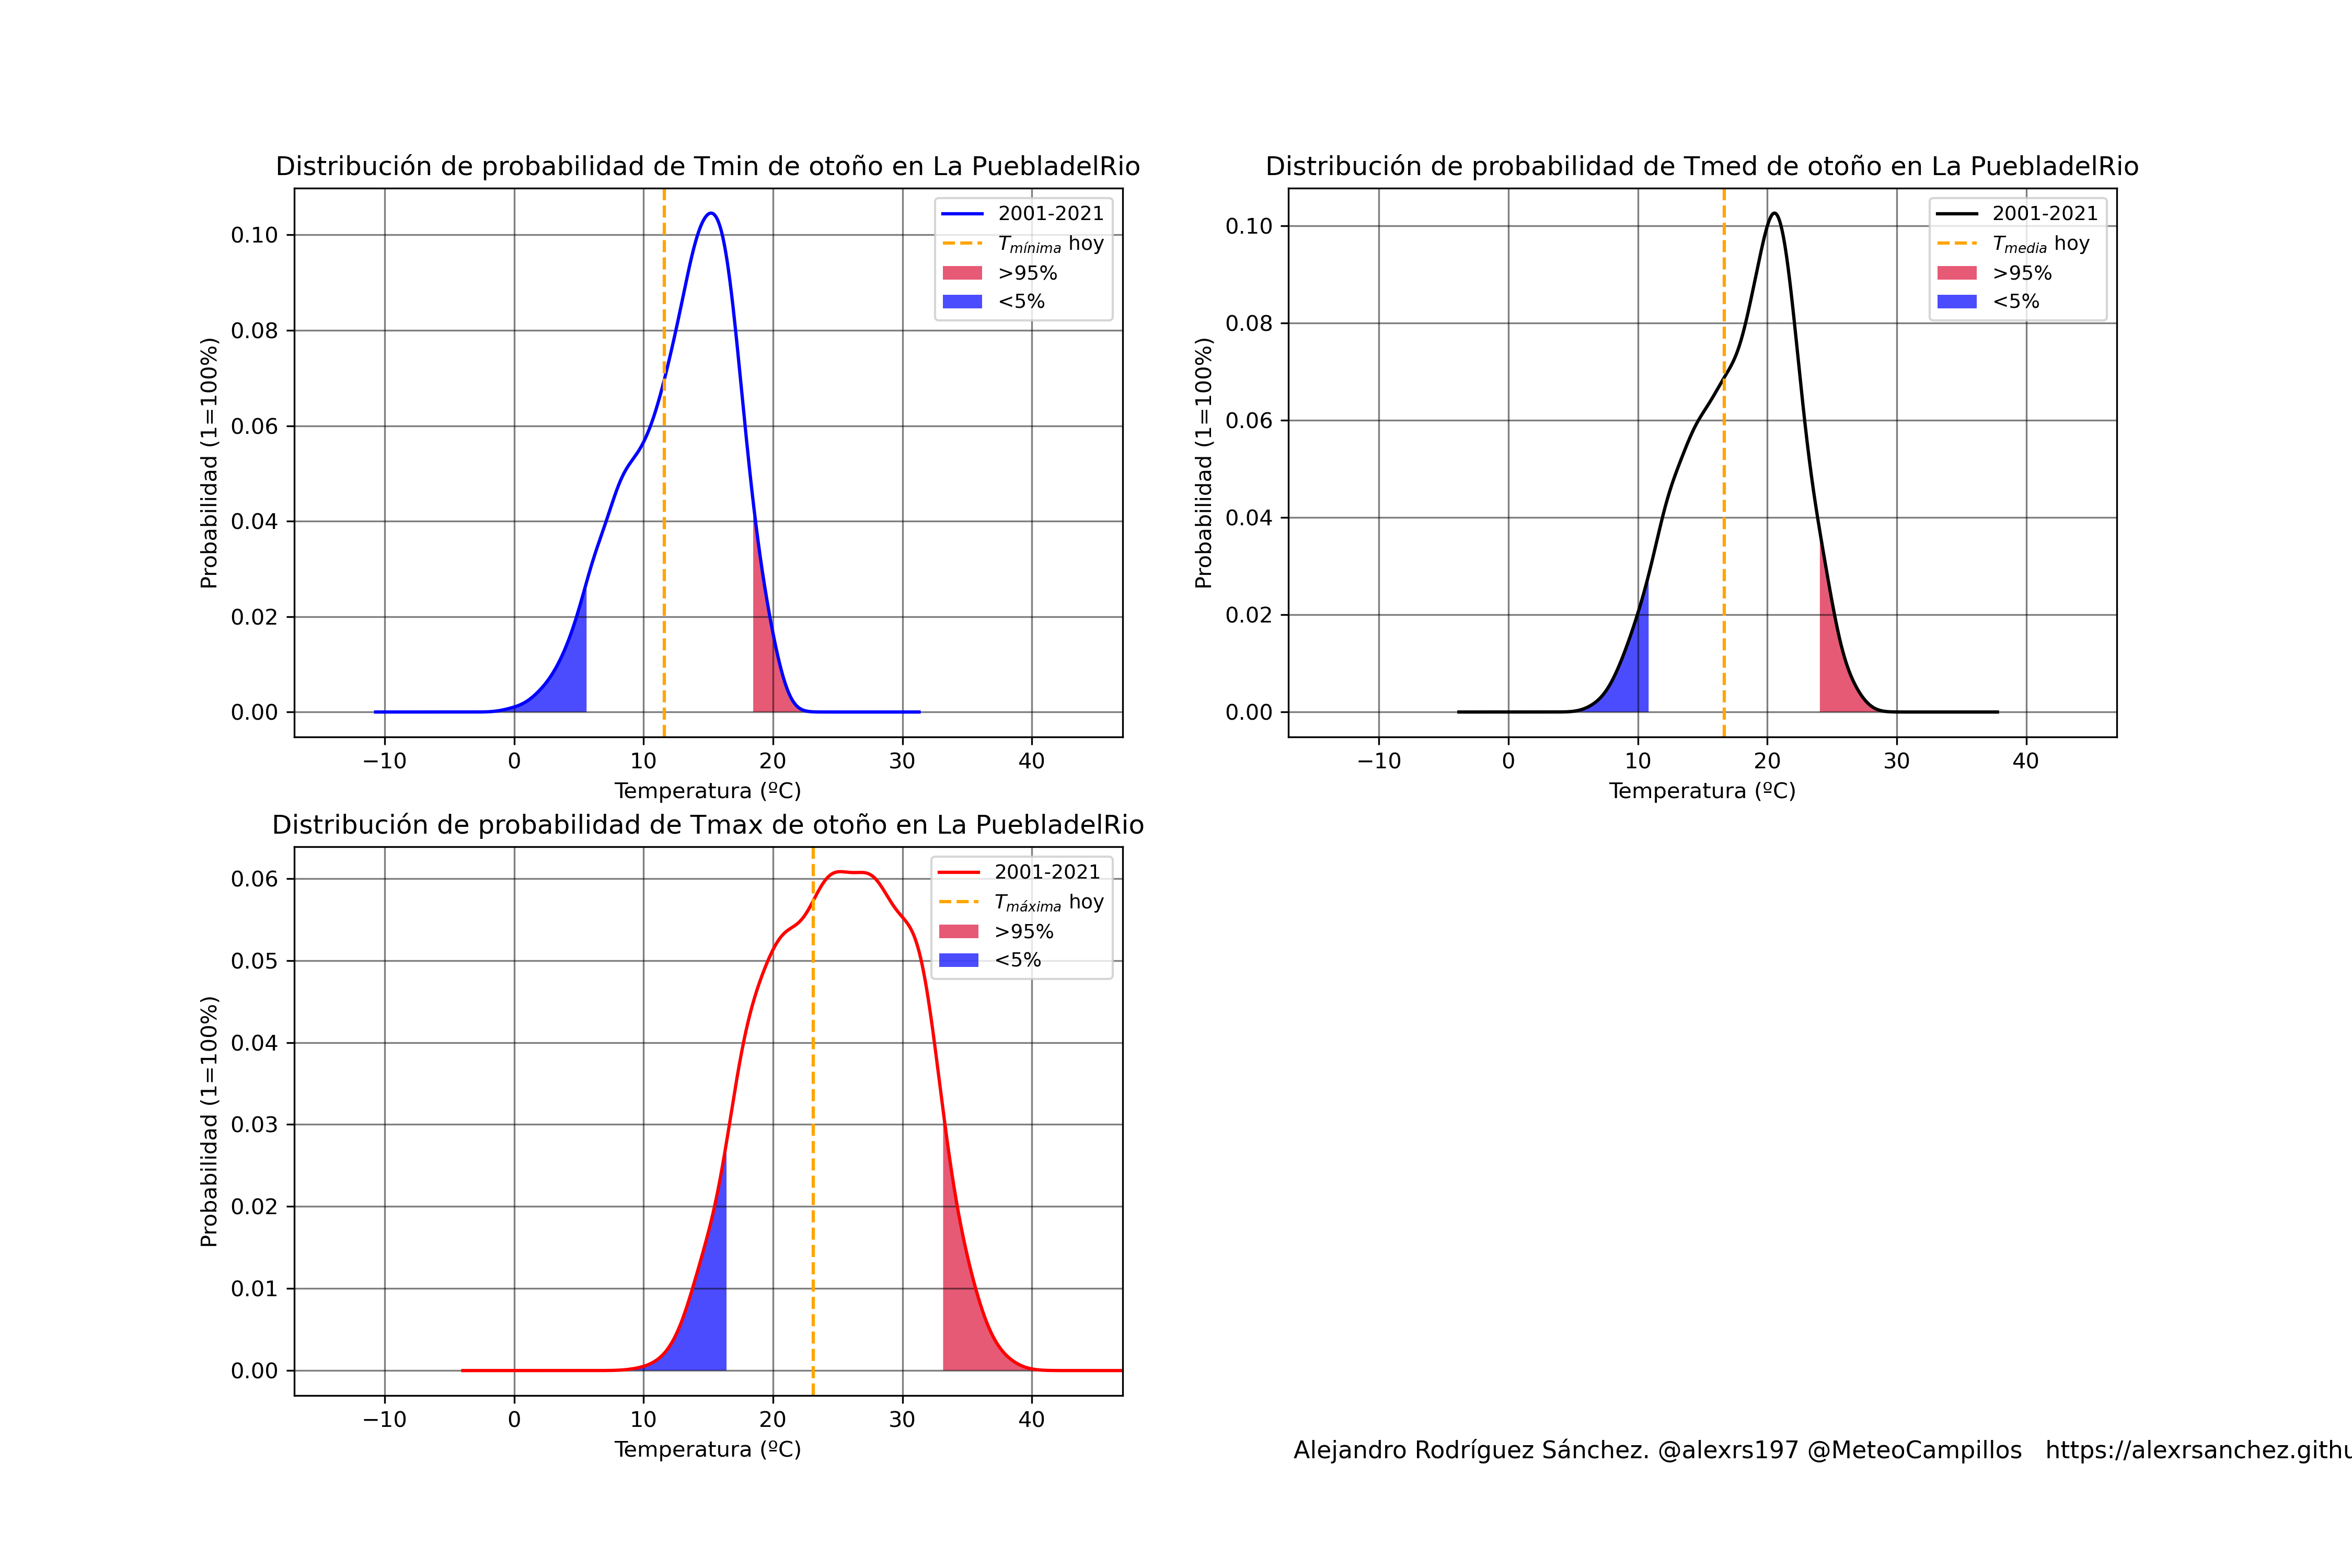 Distribución de probabilidad de Tmin de otoño en La PuebladelRio
0.10
0.08
0.06
0.04
0.02
0.00
−10 0 10 20 30 40
Probabilidad (1=100%)
Temperatura (ºC)
2001-2021
Tmínima hoy
>95%
<5%
Distribución de probabilidad de Tmed de otoño en La PuebladelRio
0.10
0.08
0.06
0.04
0.02
0.00
−10 0 10 20 30 40
Probabilidad (1=100%)
Temperatura (ºC)
2001-2021
Tmedia hoy
>95%
<5%
Distribución de probabilidad de Tmax de otoño en La PuebladelRio
0.06
0.05
0.04
0.03
0.02
0.01
0.00
−10 0 10 20 30 40
Probabilidad (1=100%)
Temperatura (ºC)
2001-2021
Tmáxima hoy
>95%
<5%
Alejandro Rodríguez Sánchez. @alexrs197 @MeteoCampillos https://alexrsanchez.githu